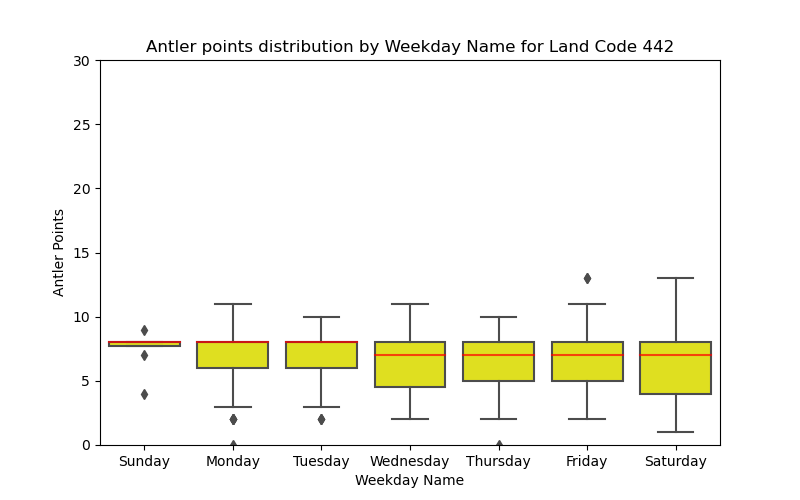 Antler points distribution by Weekday Name for Land Code 442
30
25
20
15
10
5
0
Antler Points
Sunday Monday Tuesday Wednesday Thursday Friday Saturday
Weekday Name